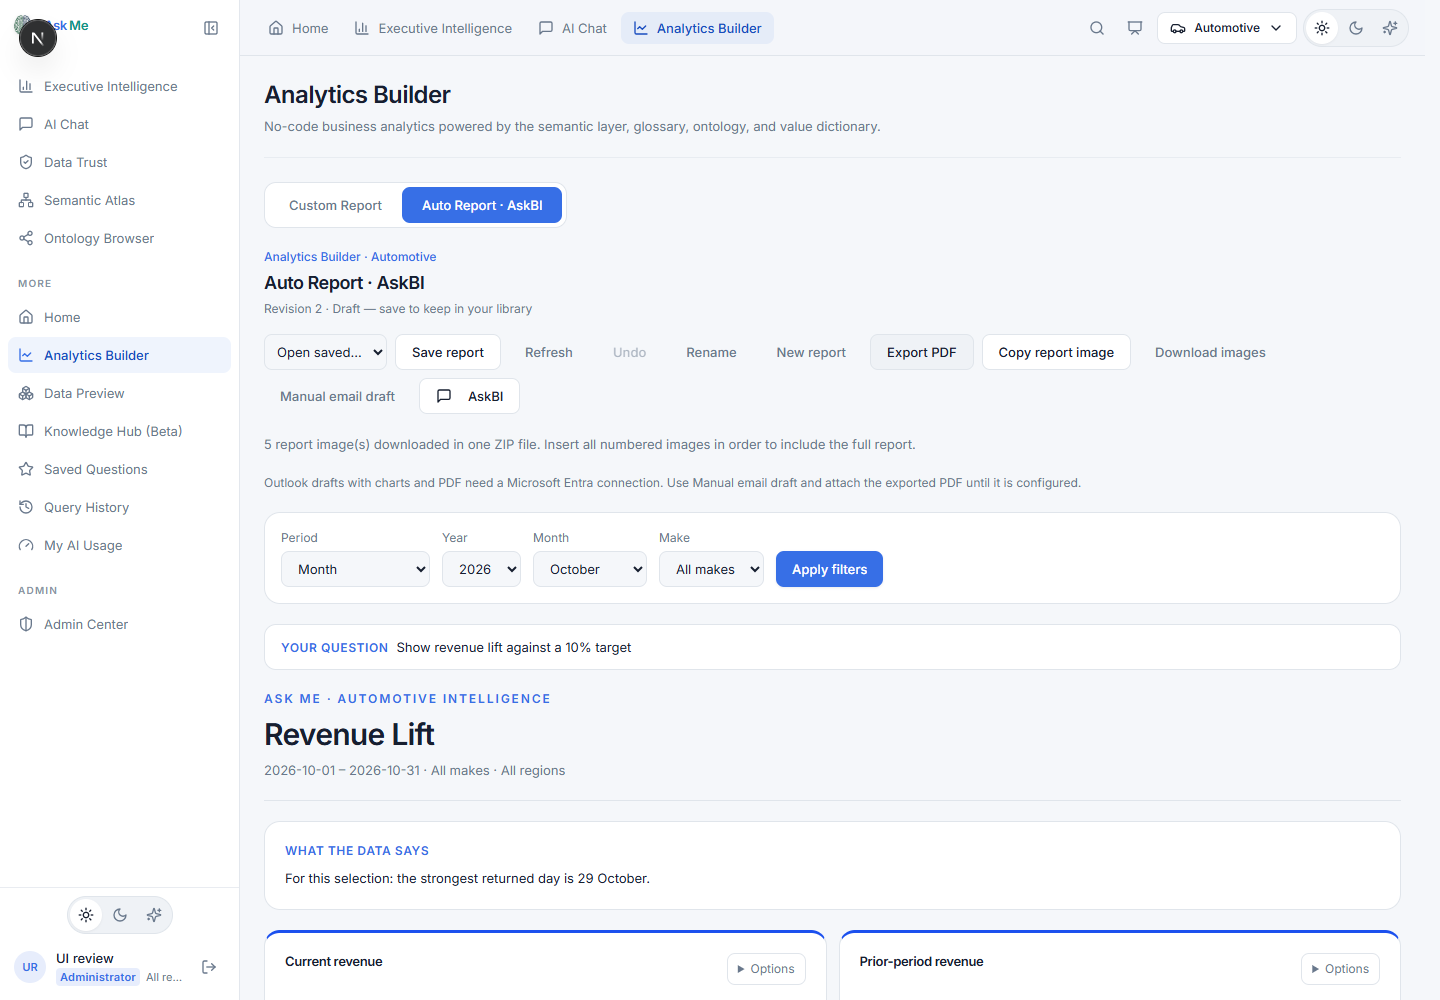 Ask Me
N
Executive Intelligence
AI Chat
Data Trust
Semantic Atlas
Ontology Browser
MORE
Home
Analytics Builder
Data Preview
Knowledge Hub (Beta)
Saved Questions
Query History
My AI Usage
ADMIN
Admin Center
UR
UI review
Administrator All re...
Home
Executive Intelligence
AI Chat
Analytics Builder
Automotive
Analytics Builder
No-code business analytics powered by the semantic layer, glossary, ontology, and value dictionary.
Custom Report
Auto Report · AskBI
Analytics Builder · Automotive
Auto Report · AskBI
Revision 2 · Draft — save to keep in your library
Open saved... Save report Refresh Undo Rename New report Export PDF Copy report image Download images
Manual email draft AskBI
5 report image(s) downloaded in one ZIP file. Insert all numbered images in order to include the full report.
Outlook drafts with charts and PDF need a Microsoft Entra connection. Use Manual email draft and attach the exported PDF until it is configured.
Period Year Month Make
Month 2026 October All makes Apply filters
YOUR QUESTION Show revenue lift against a 10% target
ASK ME · AUTOMOTIVE INTELLIGENCE
Revenue Lift
2026-10-01 – 2026-10-31 · All makes · All regions
WHAT THE DATA SAYS
For this selection: the strongest returned day is 29 October.
Current revenue
Options
Prior-period revenue
Options